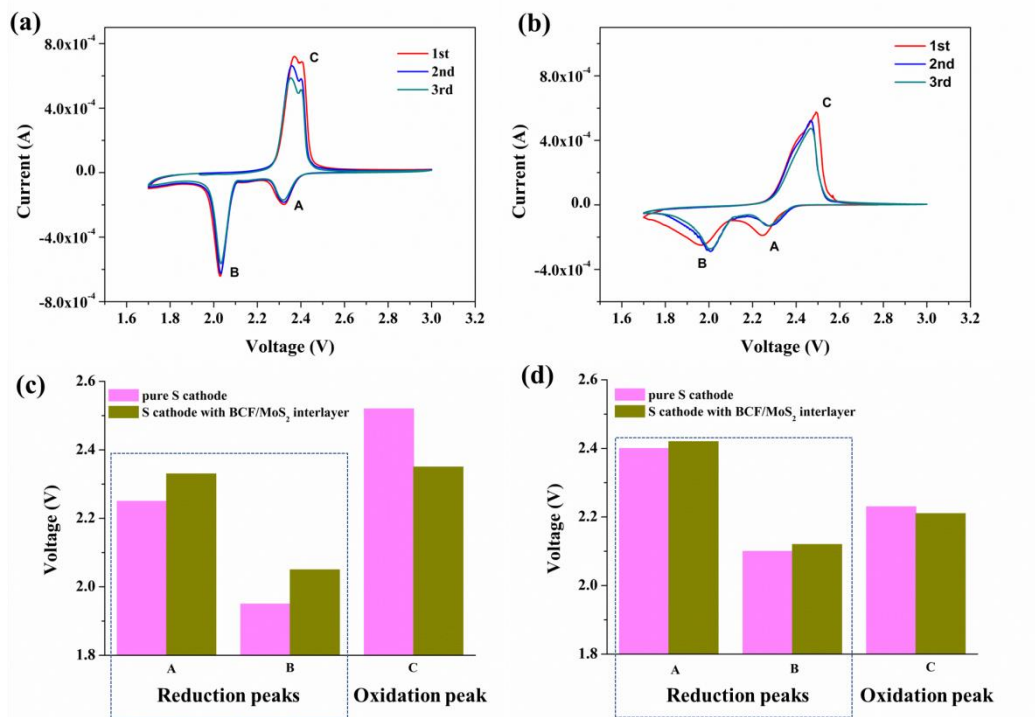 (a)
8.0x10⁻⁴
4.0x10⁻⁴
0.0
-4.0x10⁻⁴
-8.0x10⁻⁴
Current (A)
C
1st
2nd
3rd
A
B
1.6 1.8 2.0 2.2 2.4 2.6 2.8 3.0 3.2
Voltage (V)
(b)
8.0x10⁻⁴
4.0x10⁻⁴
0.0
-4.0x10⁻⁴
Current (A)
1st
2nd
3rd
C
B
A
1.6 1.8 2.0 2.2 2.4 2.6 2.8 3.0 3.2
Voltage (V)
(c)
2.6
2.4
2.2
2.0
1.8
Voltage (V)
pure S cathode
S cathode with BCF/MoS₂ interlayer
A B C
Reduction peaks Oxidation peak
(d)
2.6
2.4
2.2
2.0
1.8
Voltage (V)
pure S cathode
S cathode with BCF/MoS₂ interlayer
A B C
Reduction peaks Oxidation peak